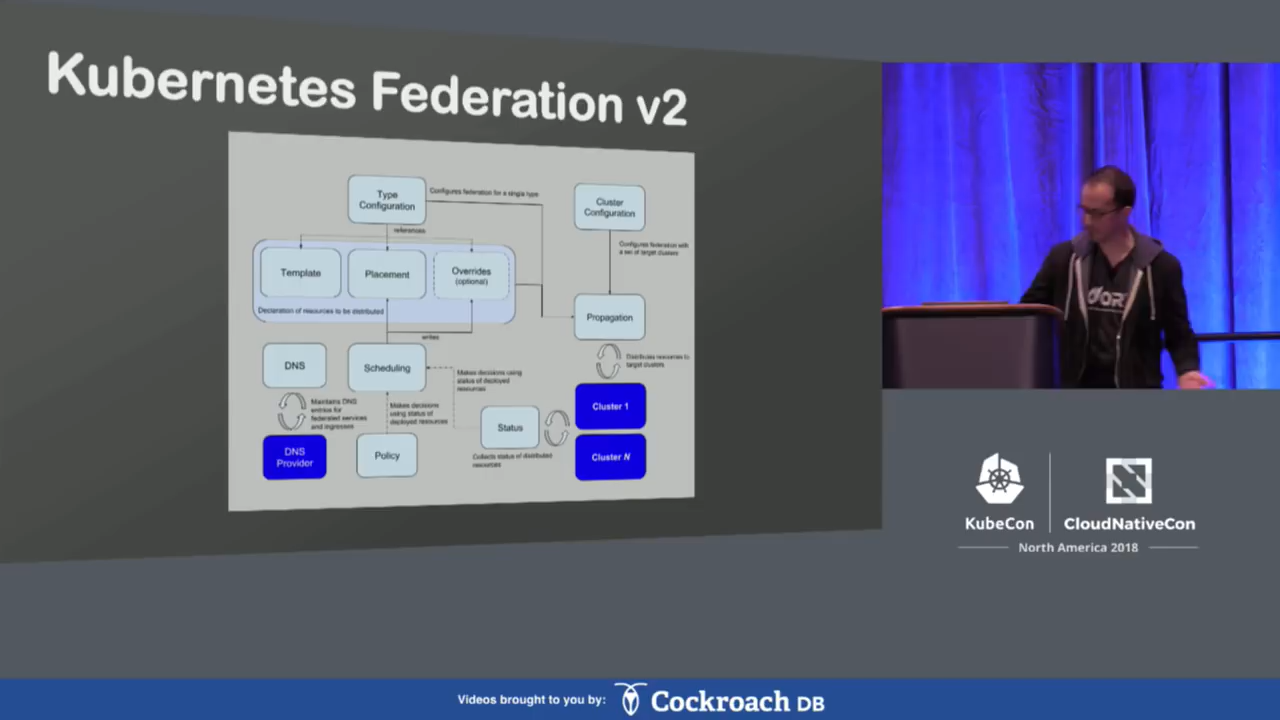 Kubernetes Federation v2
Type
Configuration
Configures federation for a single type
Cluster
Configuration
references
Configures federation with
a set of target clusters
Template
Placement
Overrides
(optional)
Declaration of resources to be distributed
Propagation
writes
DNS
Scheduling
Distributes resources to
target clusters
Makes decisions using
status of deployed
resources
Maintains DNS
entries for
federated services
and ingresses
Makes decisions
using status of
deployed resources
Cluster 1
Status
DNS
Provider
Policy
Collects status of distributed
resources
Cluster N
KubeCon
CloudNativeCon
North America 2018
Videos brought to you by:
Cockroach DB